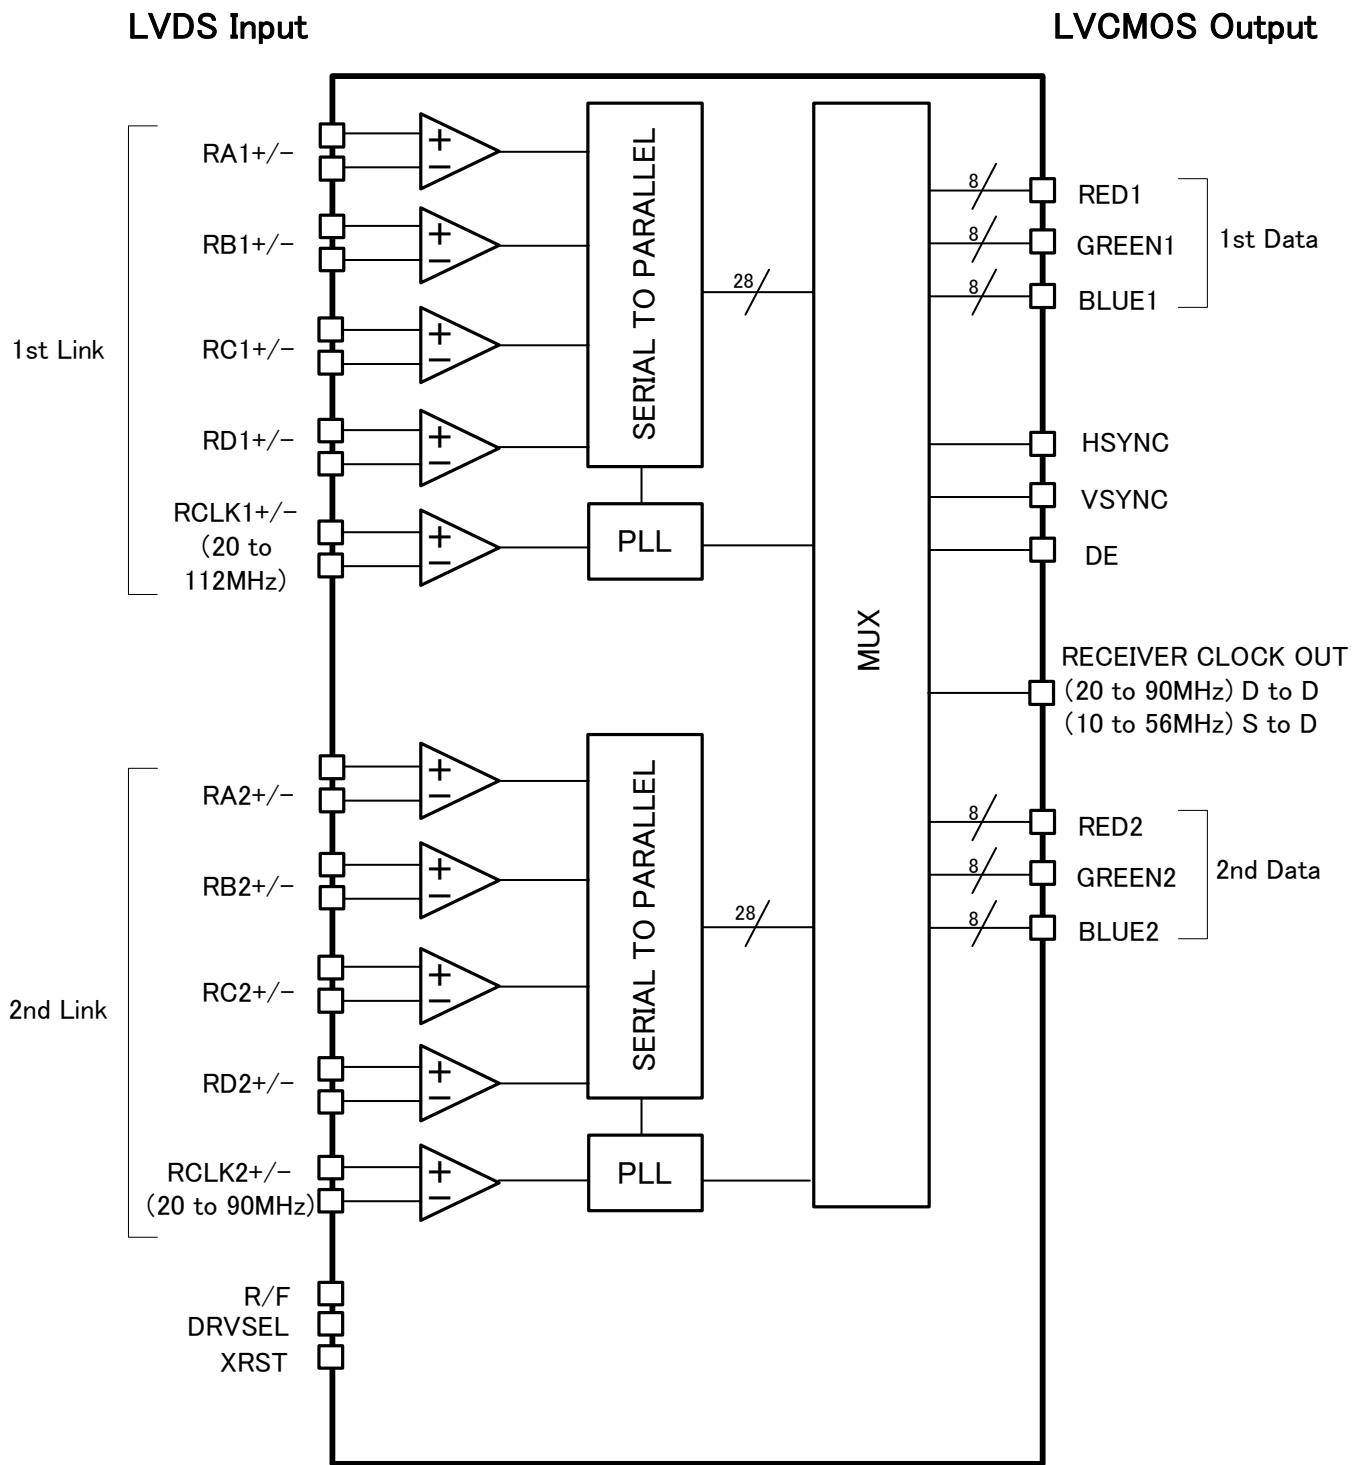 LVDS Input
LVCMOS Output
1st Link
RA1+/-
RB1+/-
RC1+/-
RD1+/-
RCLK1+/-
(20 to
112MHz)
+
-
+
-
+
-
+
-
+
-
SERIAL TO PARALLEL
PLL
28
2nd Link
RA2+/-
RB2+/-
RC2+/-
RD2+/-
RCLK2+/-
(20 to 90MHz)
+
-
+
-
+
-
+
-
+
-
SERIAL TO PARALLEL
PLL
28
R/F
DRVSEL
XRST
MUX
8
RED1
8
GREEN1
8
BLUE1
1st Data
HSYNC
VSYNC
DE
RECEIVER CLOCK OUT
(20 to 90MHz) D to D
(10 to 56MHz) S to D
8
RED2
8
GREEN2
8
BLUE2
2nd Data